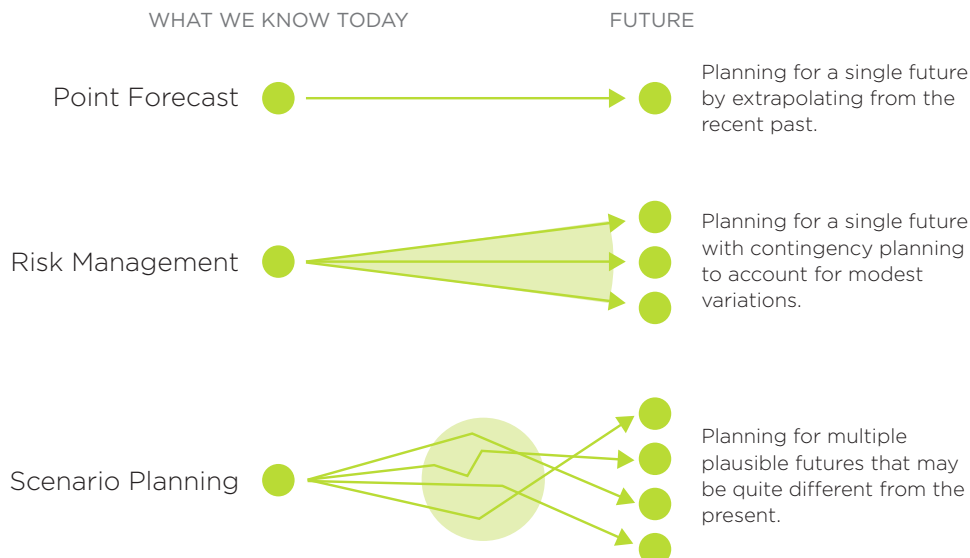 WHAT WE KNOW TODAY
FUTURE
Point Forecast
Planning for a single future
by extrapolating from the
recent past.
Risk Management
Planning for a single future
with contingency planning
to account for modest
variations.
Scenario Planning
Planning for multiple
plausible futures that may
be quite different from the
present.